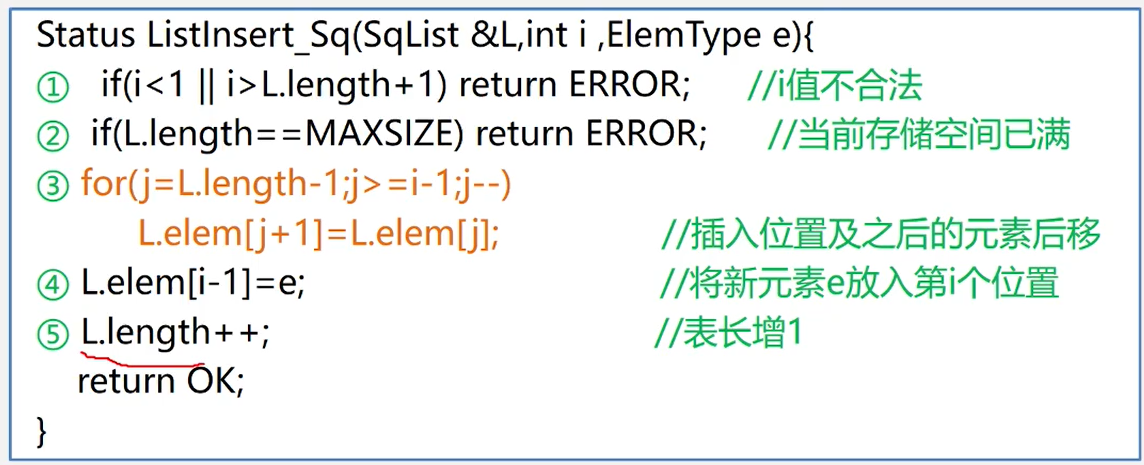 Status ListInsert_Sq(SqList &L,int i ,ElemType e){
① if(i<1 || i>L.length+1) return ERROR; //i值不合法
② if(L.length==MAXSIZE) return ERROR; //当前存储空间已满
③ for(j=L.length-1;j>=i-1;j--)
L.elem[j+1]=L.elem[j]; //插入位置及之后的元素后移
④ L.elem[i-1]=e; //将新元素e放入第i个位置
⑤ L.length++; //表长增1
return OK;
}